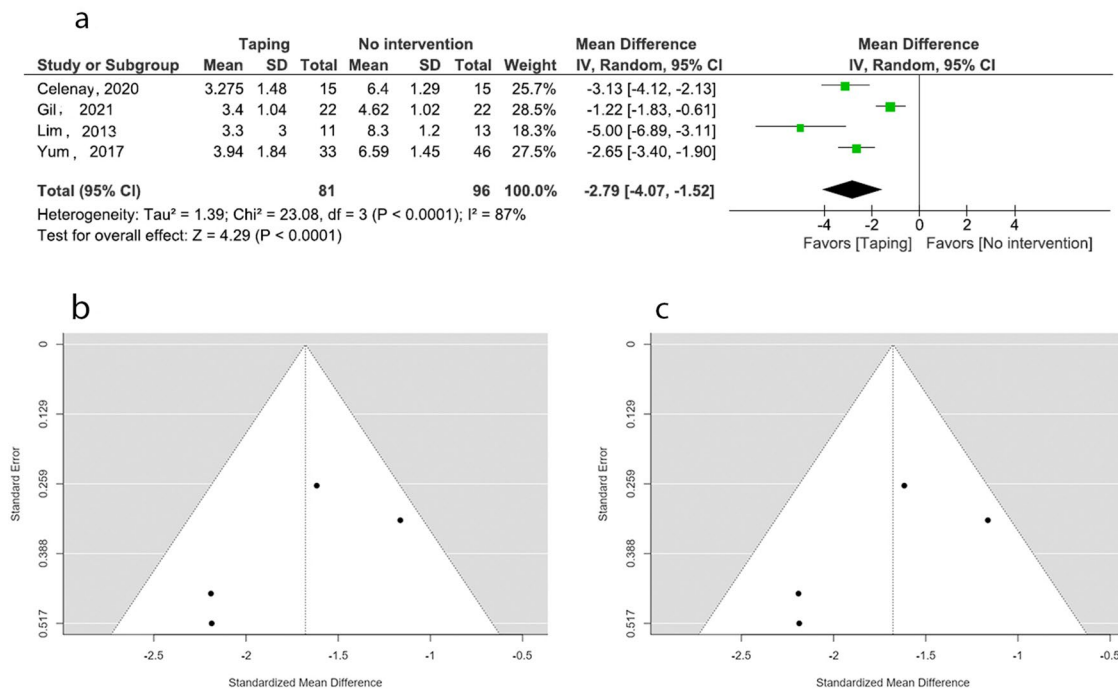 a
Taping No intervention Mean Difference Mean Difference
Study or Subgroup Mean SD Total Mean SD Total Weight IV, Random, 95% CI IV, Random, 95% CI
Celenay, 2020 3.275 1.48 15 6.4 1.29 15 25.7% -3.13 [-4.12, -2.13]
Gil, 2021 3.4 1.04 22 4.62 1.02 22 28.5% -1.22 [-1.83, -0.61]
Lim, 2013 3.3 3 11 8.3 1.2 13 18.3% -5.00 [-6.89, -3.11]
Yum, 2017 3.94 1.84 33 6.59 1.45 46 27.5% -2.65 [-3.40, -1.90]
Total (95% CI) 81 96 100.0% -2.79 [-4.07, -1.52]
Heterogeneity: Tau² = 1.39; Chi² = 23.08, df = 3 (P < 0.0001); I² = 87%
Test for overall effect: Z = 4.29 (P < 0.0001)
-4 -2 0 2 4
Favors [Taping] Favors [No intervention]
b
Standard Error
0
0.129
0.259
0.388
0.517
-2.5 -2 -1.5 -1 -0.5
Standardized Mean Difference
c
Standard Error
0
0.129
0.259
0.388
0.517
-2.5 -2 -1.5 -1 -0.5
Standardized Mean Difference